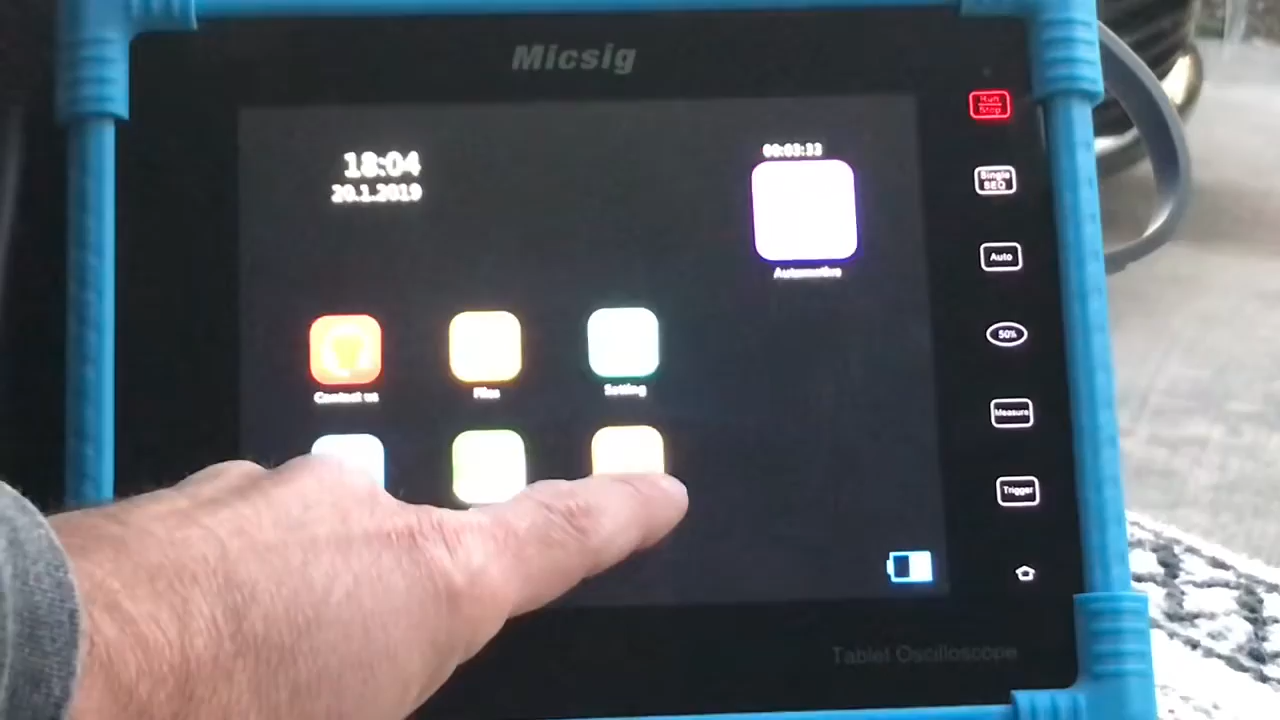 Micsig
Run
Stop
18:04
00:03:33
20.1.2019
Single
SEQ
Auto
Automotive
50%
Contact us
Files
Setting
Measure
Trigger
Tablet Oscilloscope